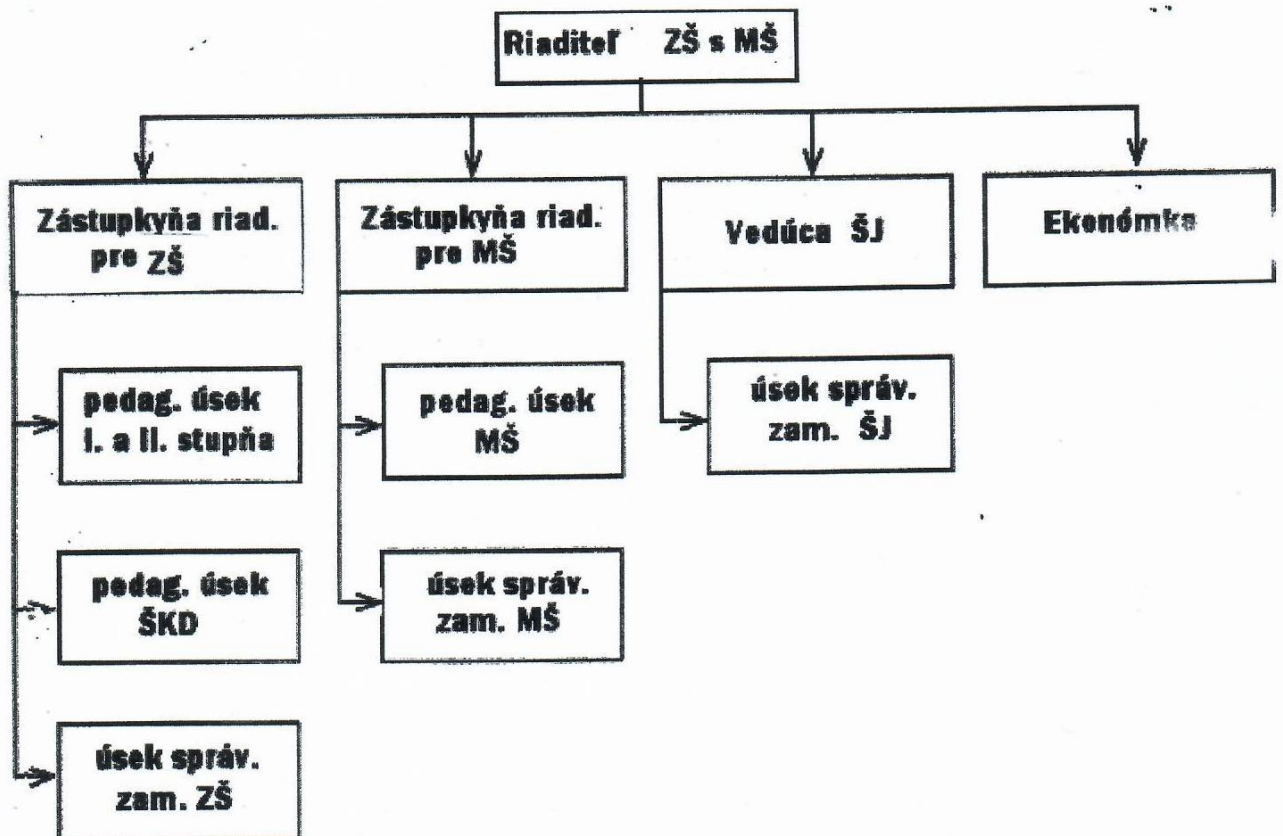 Riaditeľ ZŠ s MŠ
Zástupkyňa riad.
pre ZŠ
Zástupkyňa riad.
pre MŠ
Vedúca ŠJ
Ekonómka
pedag. úsek
I. a II. stupňa
pedag. úsek
MŠ
úsek správ.
zam. ŠJ
pedag. úsek
ŠKD
úsek správ.
zam. MŠ
úsek správ.
zam. ZŠ